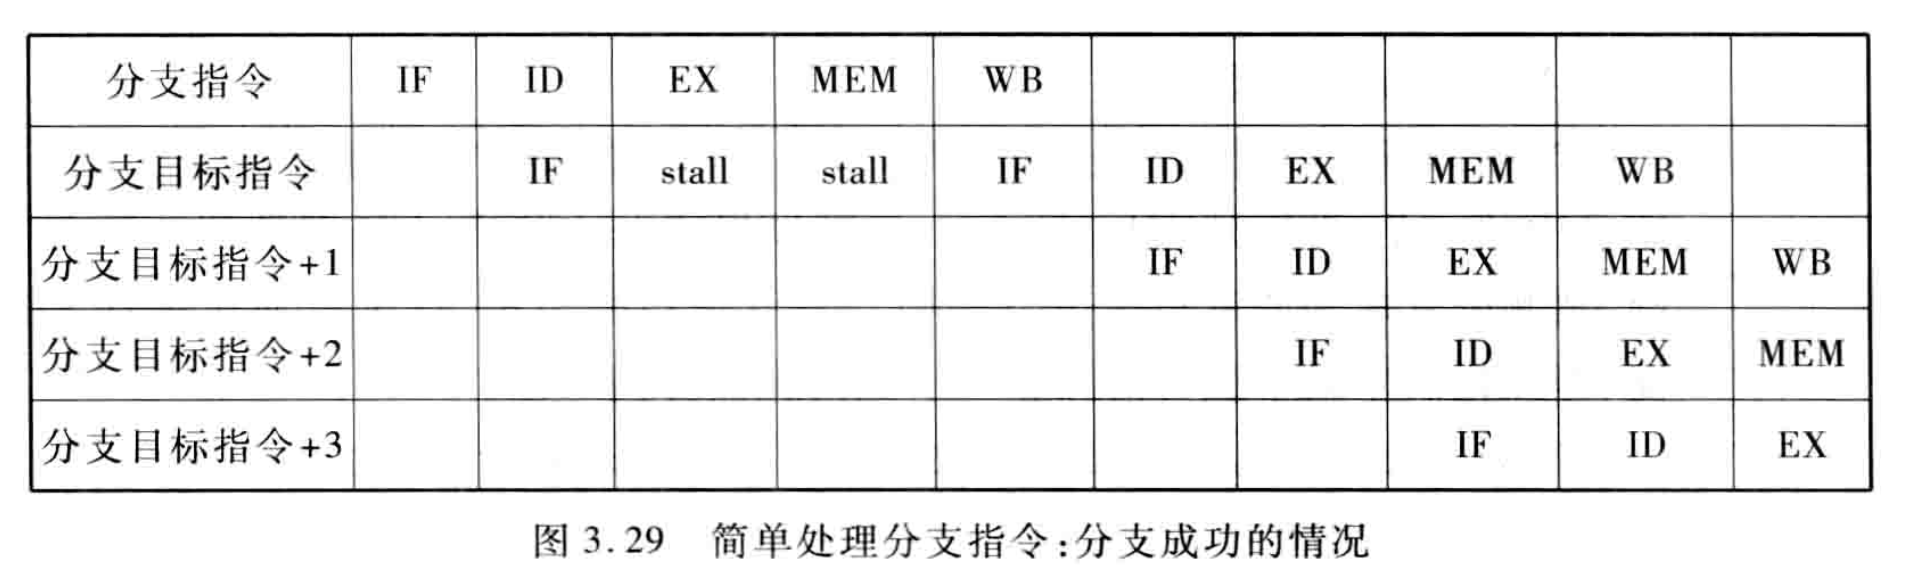 分支指令 IF ID EX MEM WB
分支目标指令 IF stall stall IF ID EX MEM WB
分支目标指令+1 IF ID EX MEM WB
分支目标指令+2 IF ID EX MEM
分支目标指令+3 IF ID EX
图 3.29 简单处理分支指令:分支成功的情况